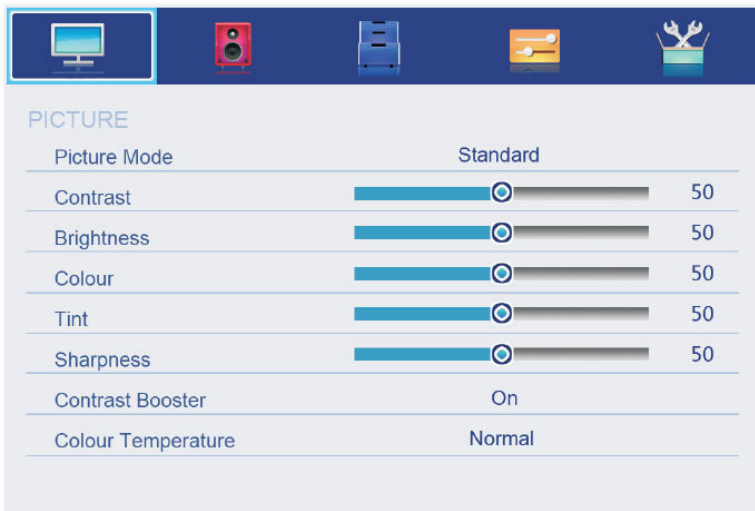 PICTURE
Picture Mode Standard
Contrast 50
Brightness 50
Colour 50
Tint 50
Sharpness 50
Contrast Booster On
Colour Temperature Normal